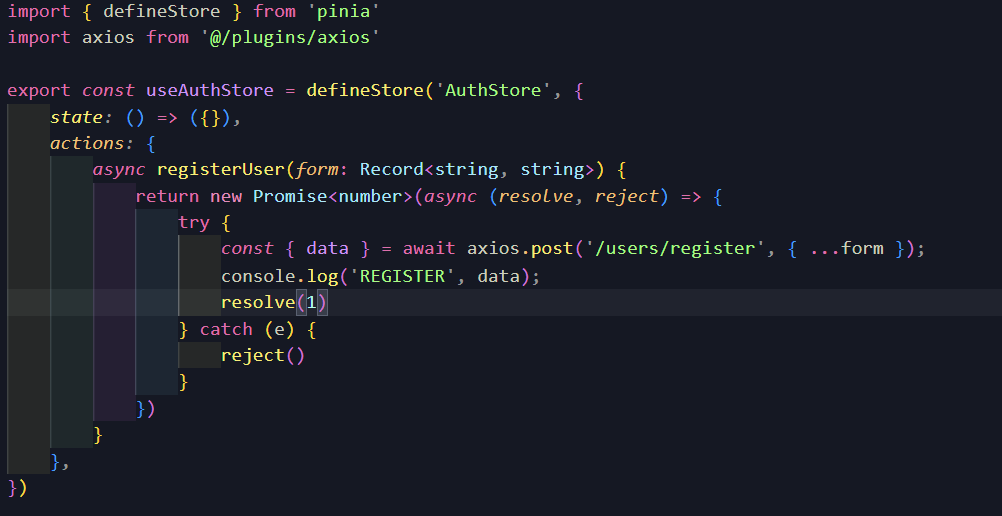 import { defineStore } from 'pinia'
import axios from '@/plugins/axios'

export const useAuthStore = defineStore('AuthStore', {
    state: () => ({}),
    actions: {
        async registerUser(form: Record<string, string>) {
            return new Promise<number>(async (resolve, reject) => {
                try {
                    const { data } = await axios.post('/users/register', { ...form });
                    console.log('REGISTER', data);
                    resolve(1)
                } catch (e) {
                    reject()
                }
            })
        }
    },
})